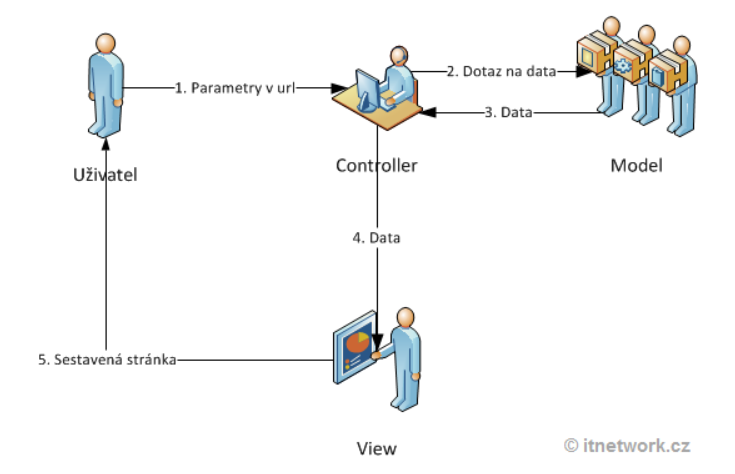 1. Parametry v url
2. Dotaz na data
3. Data
Uživatel
Controller
Model
4. Data
5. Sestavená stránka
View
© itnetwork.cz